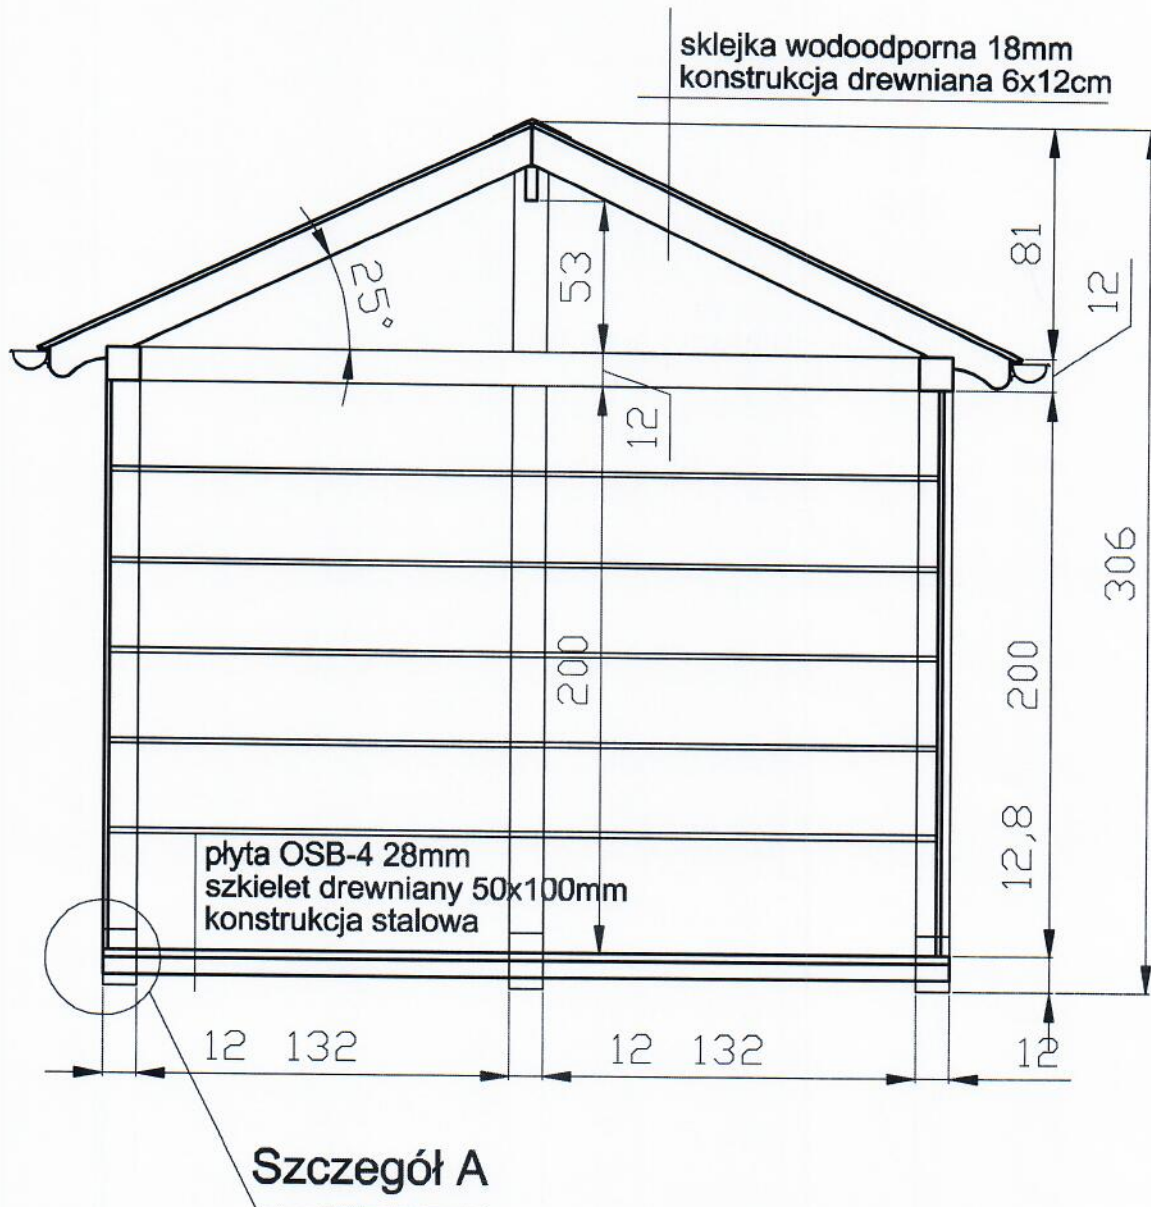 sklejka wodoodporna 18mm
konstrukcja drewniana 6x12cm
81
12
53
25°
12
306
200
200
12,8
płyta OSB-4 28mm
szkielet drewniany 50x100mm
konstrukcja stalowa
12 132 12 132 12
Szczegół A